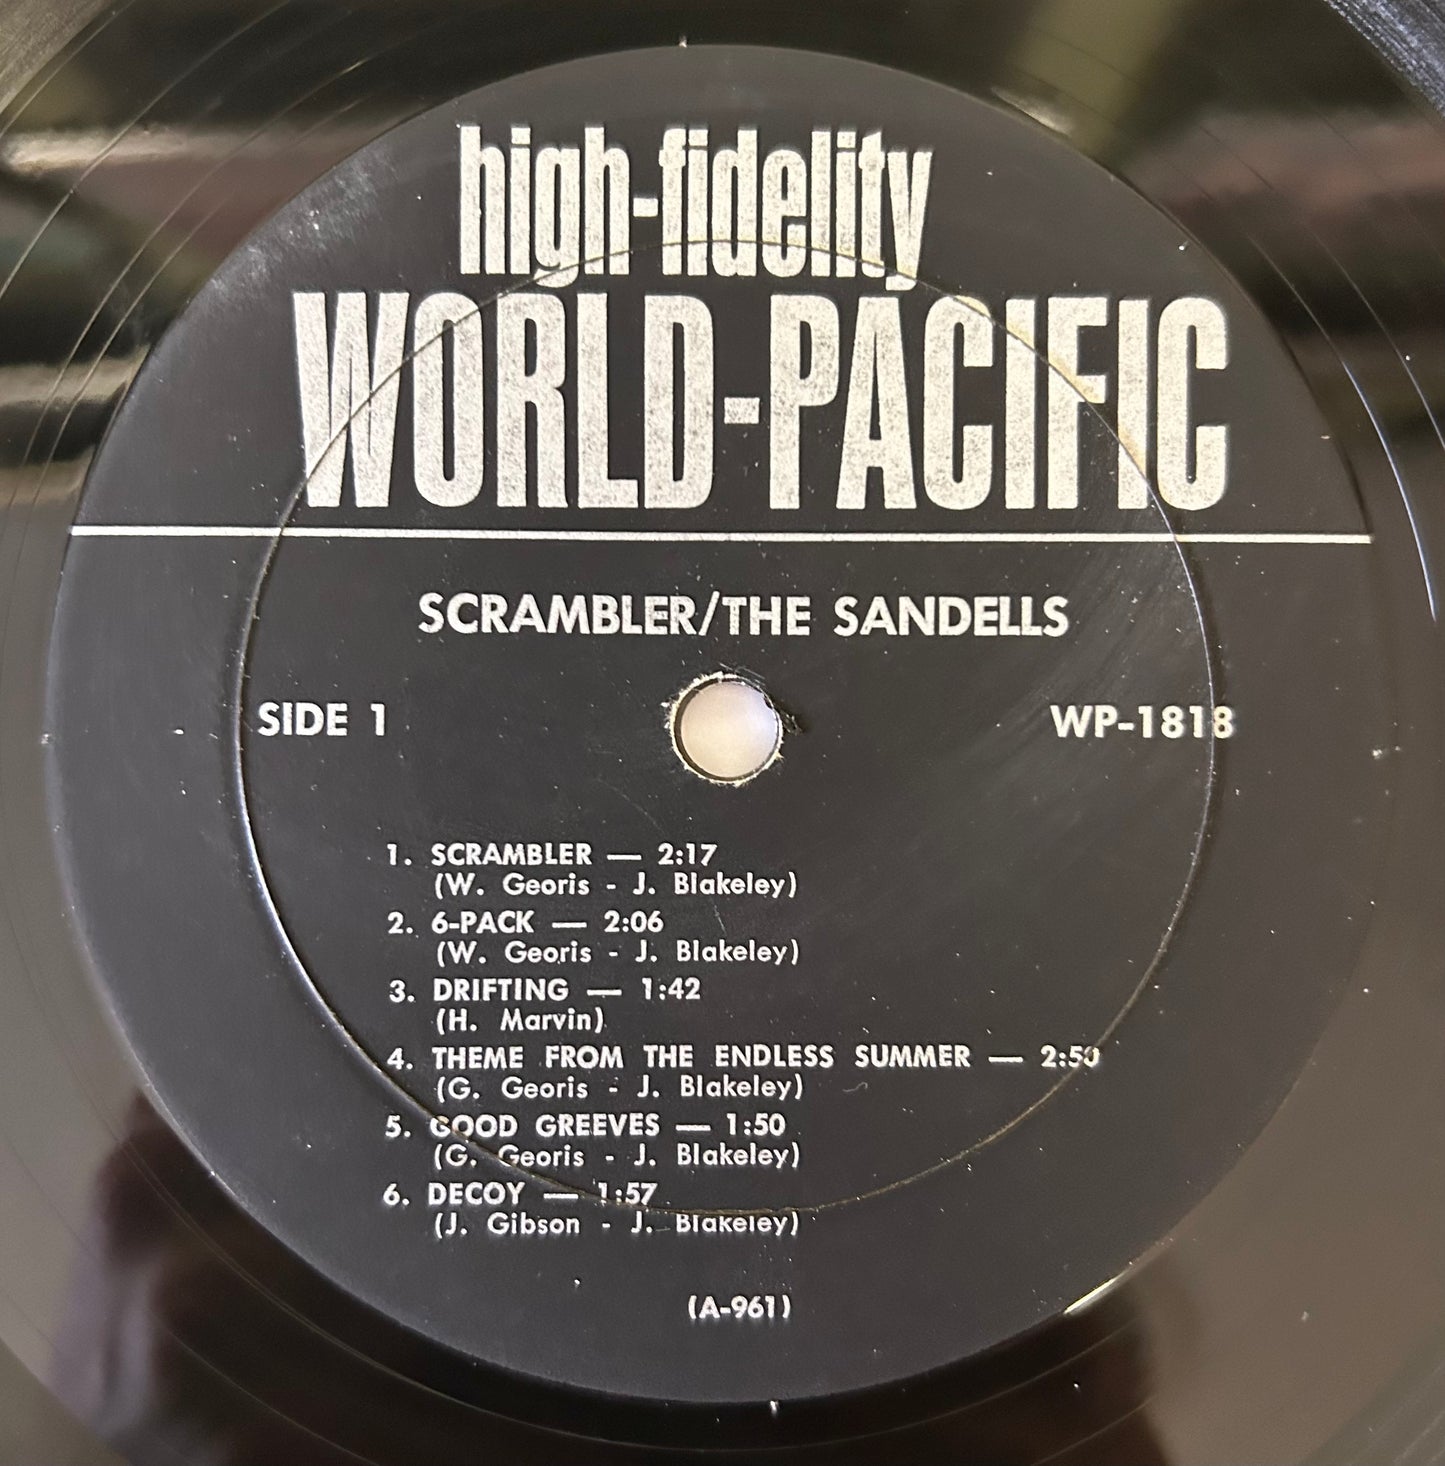 high-fidelity
WORLD-PACIFIC
SCRAMBLER/THE SANDELLS
SIDE 1
WP-1818
1. SCRAMBLER — 2:17
(W. Georis - J. Blakeley)
2. 6-PACK — 2:06
(W. Georis - J. Blakeley)
3. DRIFTING — 1:42
(H. Marvin)
4. THEME FROM THE ENDLESS SUMMER — 2:50
(G. Georis - J. Blakeley)
5. GOOD GREEVES — 1:50
(G. Georis - J. Blakeley)
6. DECOY — 1:57
(J. Gibson - J. Blakeley)
(A-961)